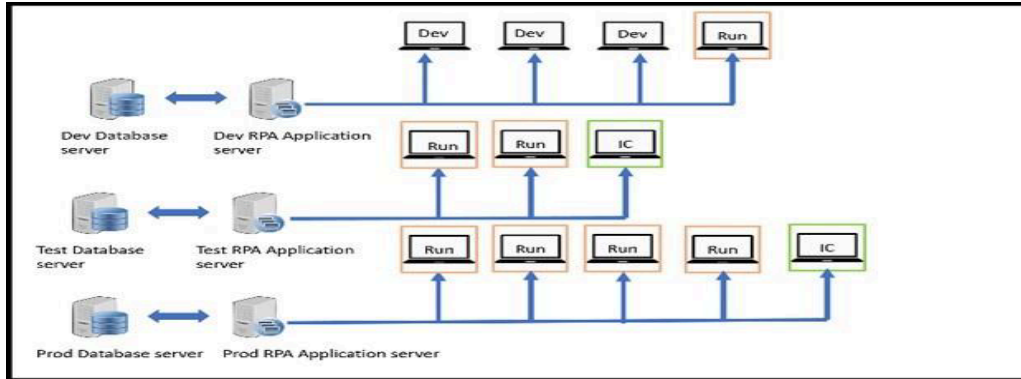 Dev Dev Dev Run
Dev Database
server
Dev RPA Application
server
Run Run IC
Test Database
server
Test RPA Application
server
Run Run Run Run IC
Prod Database server Prod RPA Application server